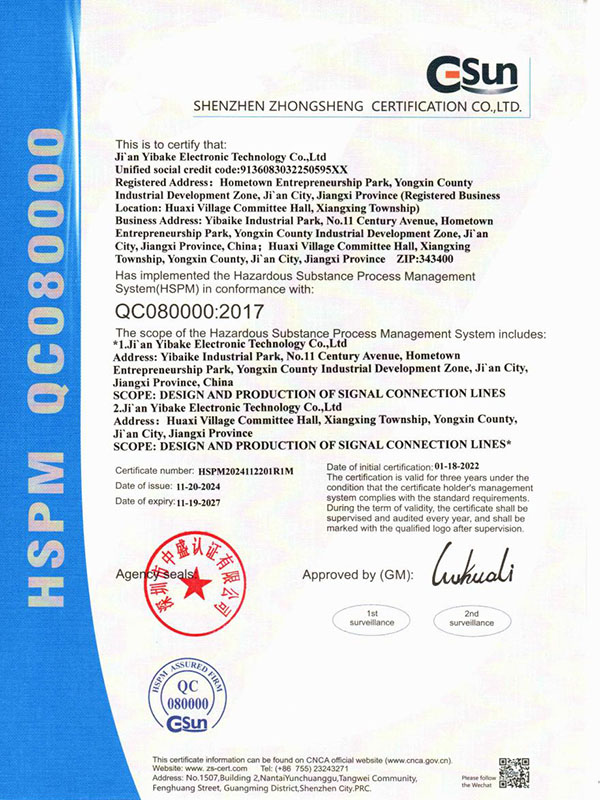 HSPM QC080000
eSun
SHENZHEN ZHONGSHENG CERTIFICATION CO.,LTD.
This is to certify that:
Ji`an Yibake Electronic Technology Co.,Ltd
Unified social credit code:9136083032250595XX
Registered Address: Hometown Entrepreneurship Park, Yongxin County
Industrial Development Zone, Ji`an City, Jiangxi Province (Registered Business
Location: Huaxi Village Committee Hall, Xiangxing Township)
Business Address: Yibaike Industrial Park, No.11 Century Avenue, Hometown
Entrepreneurship Park, Yongxin County Industrial Development Zone, Ji`an
City, Jiangxi Province, China; Huaxi Village Committee Hall, Xiangxing
Township, Yongxin County, Ji`an City, Jiangxi Province ZIP:343400
Has implemented the Hazardous Substance Process Management
System(HSPM) in conformance with:
QC080000:2017
The scope of the Hazardous Substance Process Management System includes:
*1.Ji`an Yibake Electronic Technology Co.,Ltd
Address: Yibaike Industrial Park, No.11 Century Avenue, Hometown
Entrepreneurship Park, Yongxin County Industrial Development Zone, Ji`an City,
Jiangxi Province, China
SCOPE: DESIGN AND PRODUCTION OF SIGNAL CONNECTION LINES
2.Ji`an Yibake Electronic Technology Co.,Ltd
Address: Huaxi Village Committee Hall, Xiangxing Township, Yongxin County,
Ji`an City, Jiangxi Province
SCOPE: DESIGN AND PRODUCTION OF SIGNAL CONNECTION LINES*
Certificate number: HSPM2024112201R1M
Date of issue: 11-20-2024
Date of expiry: 11-19-2027
Date of initial certification: 01-18-2022
The certification is valid for three years under the
condition that the certificate holder's management
system complies with the standard requirements.
During the term of validity, the certificate shall be
supervised and audited every year, and shall be
marked with the qualified logo after supervision.
Agency seals:
深圳市中盛认证有限公司
Approved by (GM):
1st
surveillance
2nd
surveillance
HSPM ASSURED FIRM
QC
080000
eSun
This certificate information can be found on CNCA official website (www.cnca.gov.cn).
Website: www. zs-cert.com Tel: (+86 755) 23243271
Address: No.1507,Building 2,NantaiYunchuanggu,Tangwei Community,
Fenghuang Street, Guangming District,Shenzhen City.PRC.
Please follow
the Wechat